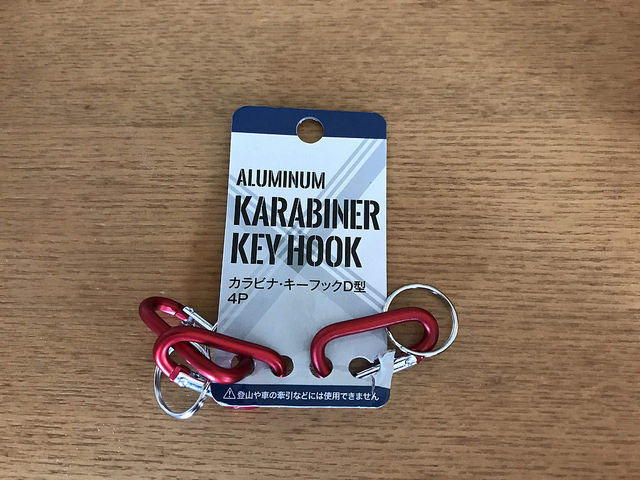 ALUMINUM
KARABINER
KEY HOOK
カラビナ・キーフックD型
4P
⚠登山や車の牽引などには使用できません